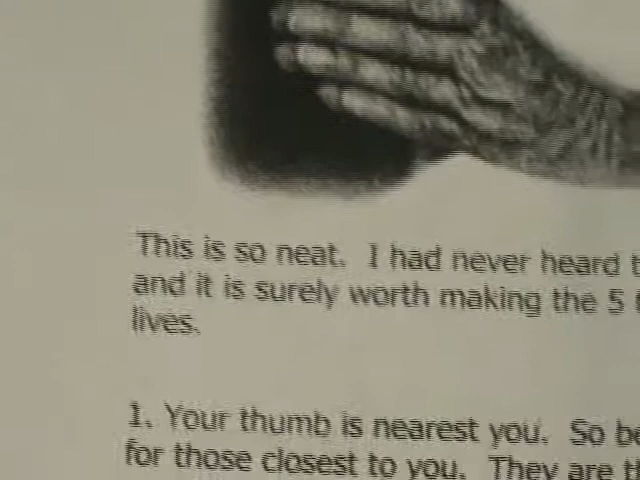 This is so neat. I had never heard
and it is surely worth making the 5
lives.
1. Your thumb is nearest you. So be
for those closest to you. They are